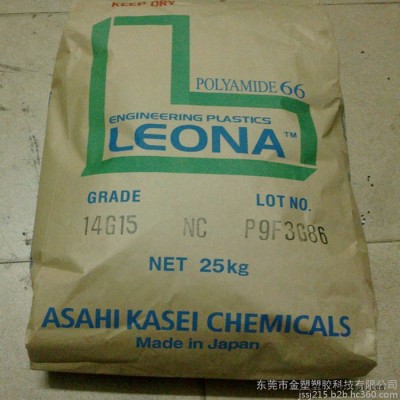 KEEP DRY
POLYAMIDE 66
ENGINEERING PLASTICS
LEONA™
GRADE LOT NO.
14G15 NC P9F3G86
NET 25kg
ASAHI KASEI CHEMICALS
Made in Japan
东莞市金塑塑胶科技有限公司
jssj215.b2b.hc360.com